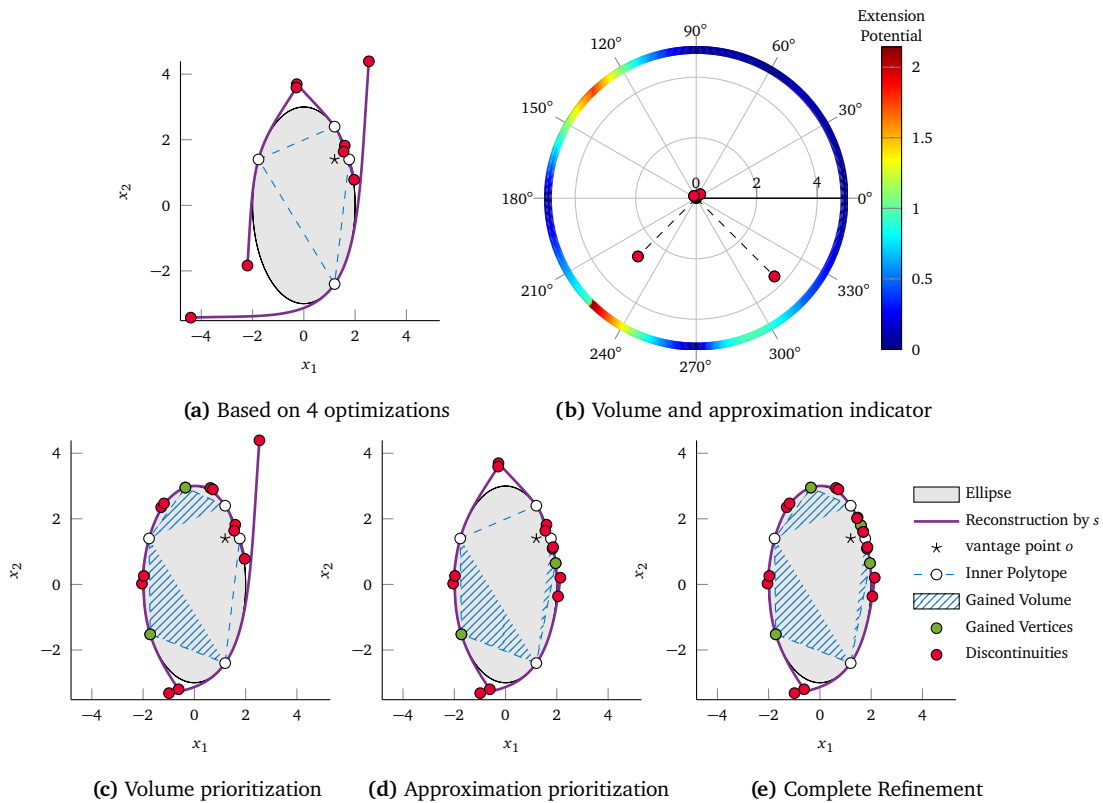 4
2
0
−2
x₂
−4 −2 0 2 4
x₁
(a) Based on 4 optimizations
0° 30° 60° 90° 120° 150° 180° 210° 240° 270° 300° 330°
0 2 4
Extension
Potential
2
1.5
1
0.5
0
(b) Volume and approximation indicator
4
2
0
−2
x₂
−4 −2 0 2 4
x₁
(c) Volume prioritization
4
2
0
−2
x₂
−4 −2 0 2 4
x₁
(d) Approximation prioritization
4
2
0
−2
x₂
−4 −2 0 2 4
x₁
(e) Complete Refinement
Ellipse
Reconstruction by s
vantage point o
Inner Polytope
Gained Volume
Gained Vertices
Discontinuities